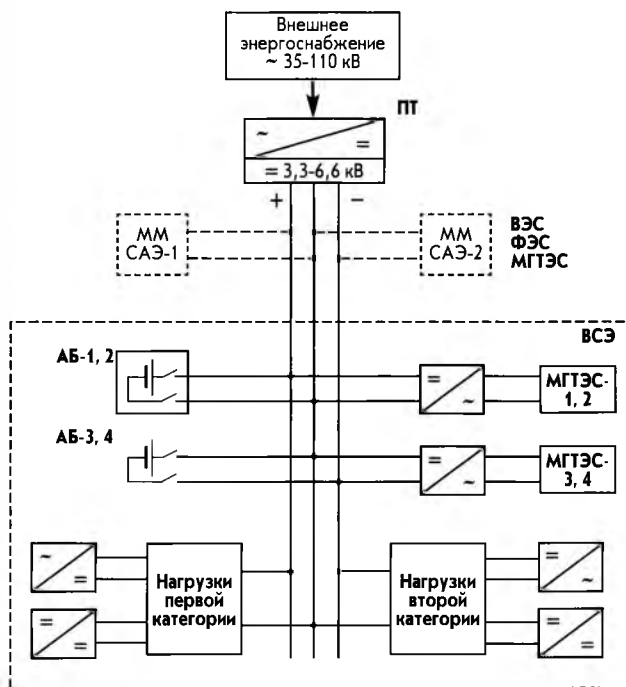 Внешнее
энергоснабжение
~ 35-110 кВ
ПТ
~
=
= 3,3-6,6 кВ
+
−
ММ
САЭ-1
ММ
САЭ-2
ВЭС
ФЭС
МГТЭС
ВСЭ
АБ-1, 2
=
~
МГТЭС-
1, 2
АБ-3, 4
=
~
МГТЭС-
3, 4
~
=
Нагрузки
первой
категории
Нагрузки
второй
категории
=
~
=
=
=
=